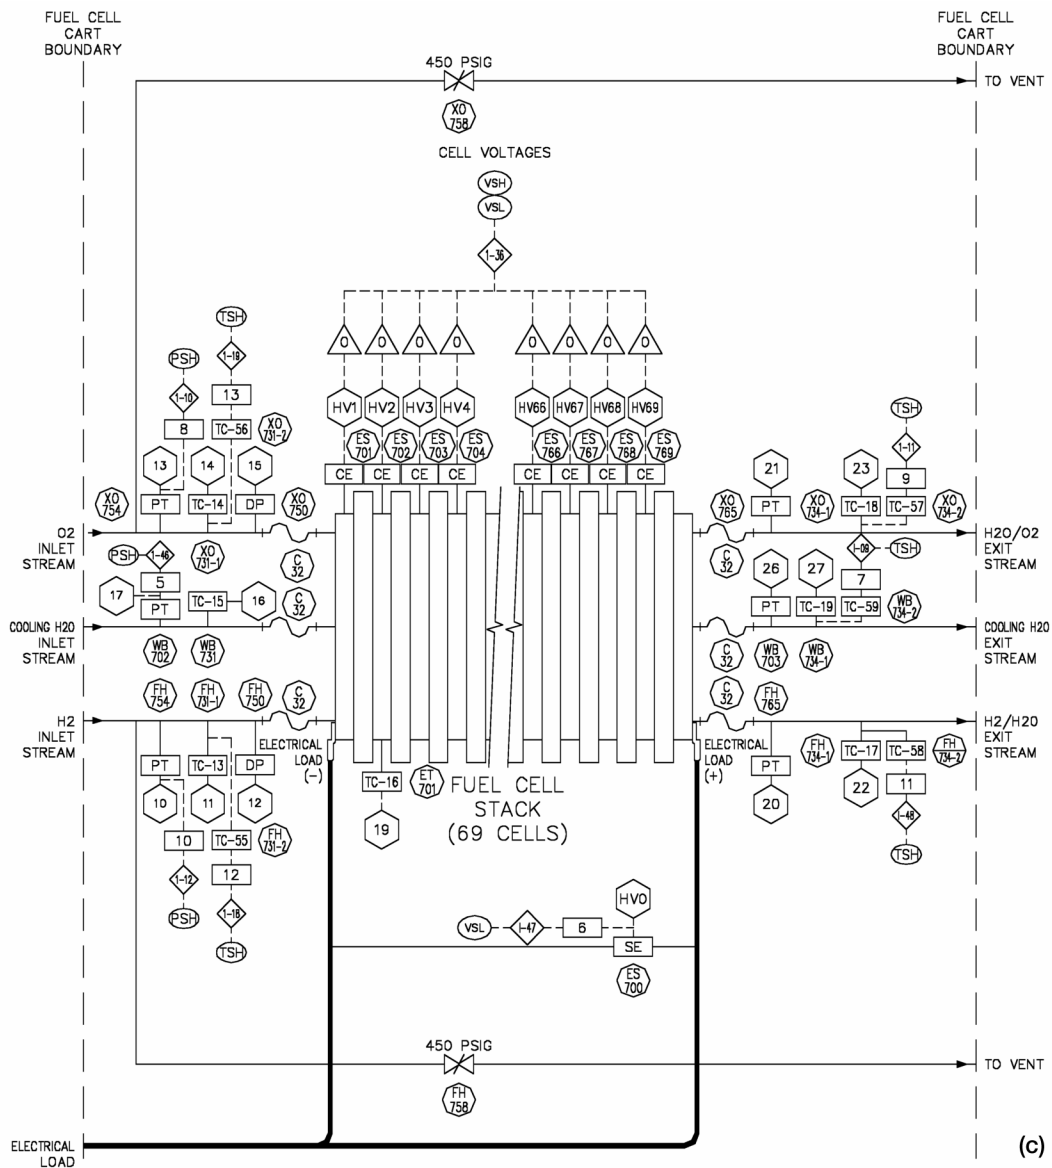 FUEL CELL
CART
BOUNDARY
FUEL CELL
CART
BOUNDARY
450 PSIG
TO VENT
XO
758
CELL VOLTAGES
VSH
VSL
1-36
TSH
0 0 0 0 0 0 0 0
1-19
PSH
1-10
13
HV1 HV2 HV3 HV4 HV66 HV67 HV68 HV69
TSH
8
TC-56
XO
731-2
ES
701
ES
702
ES
703
ES
704
ES
766
ES
767
ES
768
ES
769
1-11
13 14 15
CE CE CE CE CE CE CE CE
21 23 9
XO
754
PT TC-14 DP
XO
750
XO
765
PT
XO
734-1
TC-18 TC-57
XO
734-2
O2
INLET
STREAM
H2O/O2
EXIT
STREAM
PSH 1-46
XO
731-1
C
32
C
32
I-09 TSH
5
17
PT TC-15 16
C
32
26 27 7
PT TC-19 TC-59
WB
734-2
COOLING H2O
INLET
STREAM
COOLING H2O
EXIT
STREAM
WB
702
WB
731
C
32
WB
703
WB
734-1
FH
754
FH
731-1
FH
750
C
32
C
32
FH
765
H2
INLET
STREAM
H2/H2O
EXIT
STREAM
ELECTRICAL
LOAD
(-)
ELECTRICAL
LOAD
(+)
PT TC-13 DP
FH
734-1
TC-17 TC-58
FH
734-2
10 11 12
TC-16
ET
701
PT
20 22 11
FUEL CELL
STACK
(69 CELLS)
19
10 TC-55
FH
731-2
I-48
1-12 12
TSH
PSH 1-18
TSH
HV0
VSL I-47 6
SE
ES
700
450 PSIG
TO VENT
FH
758
ELECTRICAL
LOAD
(c)